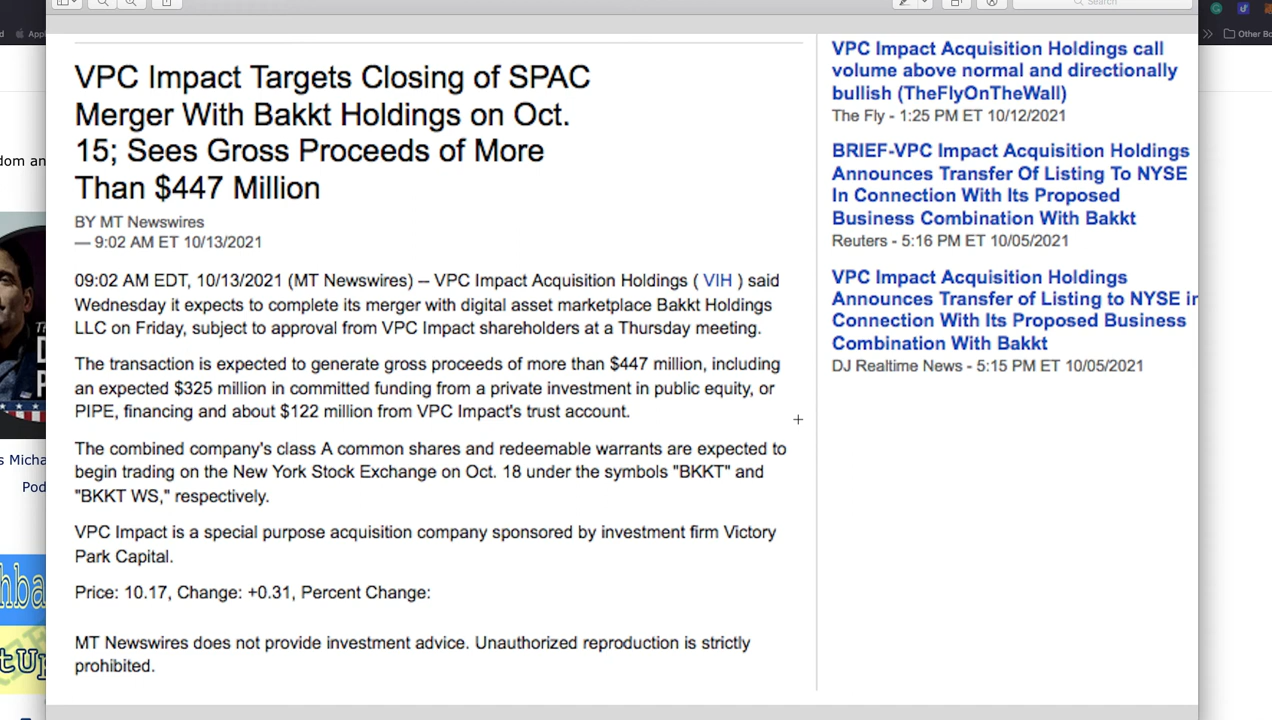 Search
Other Bo
VPC Impact Targets Closing of SPAC
Merger With Bakkt Holdings on Oct.
15; Sees Gross Proceeds of More
Than $447 Million
BY MT Newswires
— 9:02 AM ET 10/13/2021
09:02 AM EDT, 10/13/2021 (MT Newswires) -- VPC Impact Acquisition Holdings ( VIH ) said
Wednesday it expects to complete its merger with digital asset marketplace Bakkt Holdings
LLC on Friday, subject to approval from VPC Impact shareholders at a Thursday meeting.
The transaction is expected to generate gross proceeds of more than $447 million, including
an expected $325 million in committed funding from a private investment in public equity, or
PIPE, financing and about $122 million from VPC Impact's trust account.
The combined company's class A common shares and redeemable warrants are expected to
begin trading on the New York Stock Exchange on Oct. 18 under the symbols "BKKT" and
"BKKT WS," respectively.
VPC Impact is a special purpose acquisition company sponsored by investment firm Victory
Park Capital.
Price: 10.17, Change: +0.31, Percent Change:
MT Newswires does not provide investment advice. Unauthorized reproduction is strictly
prohibited.
VPC Impact Acquisition Holdings call
volume above normal and directionally
bullish (TheFlyOnTheWall)
The Fly - 1:25 PM ET 10/12/2021
BRIEF-VPC Impact Acquisition Holdings
Announces Transfer Of Listing To NYSE
In Connection With Its Proposed
Business Combination With Bakkt
Reuters - 5:16 PM ET 10/05/2021
VPC Impact Acquisition Holdings
Announces Transfer of Listing to NYSE in
Connection With Its Proposed Business
Combination With Bakkt
DJ Realtime News - 5:15 PM ET 10/05/2021
dom an
s Micha
Pod